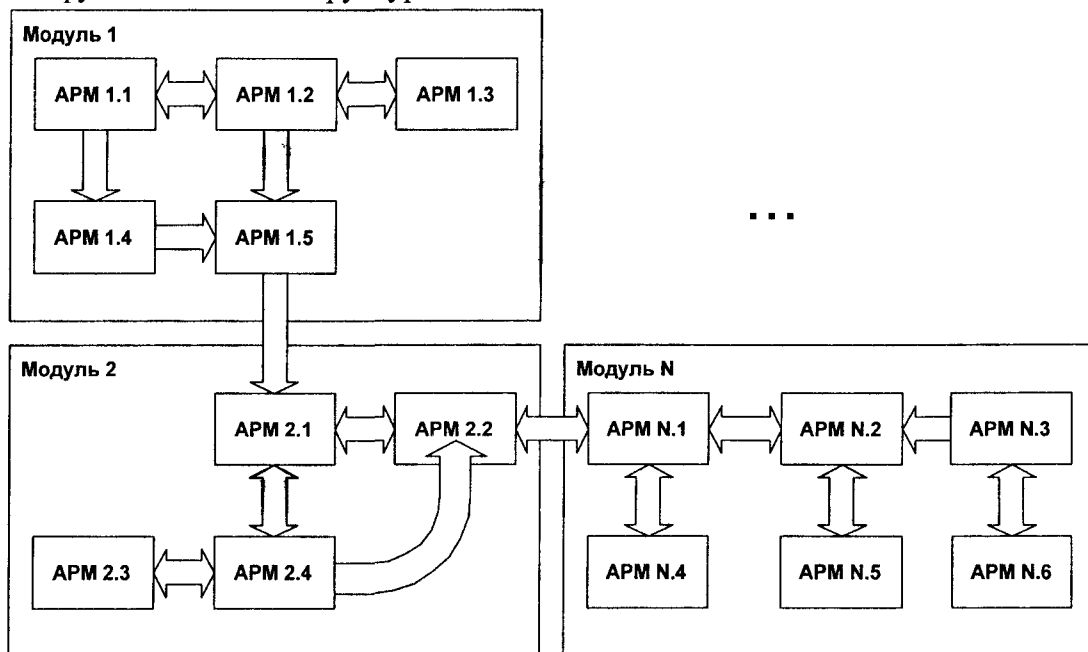 Модуль 1
АРМ 1.1
АРМ 1.2
АРМ 1.3
АРМ 1.4
АРМ 1.5
...
Модуль 2
АРМ 2.1
АРМ 2.2
АРМ 2.3
АРМ 2.4
Модуль N
АРМ N.1
АРМ N.2
АРМ N.3
АРМ N.4
АРМ N.5
АРМ N.6